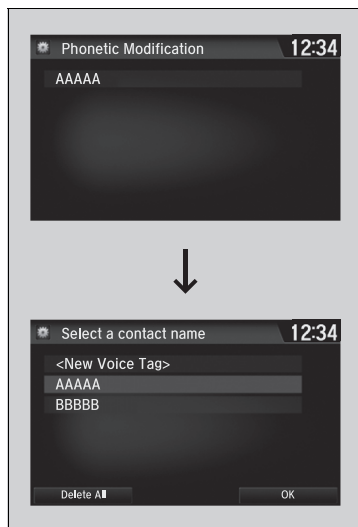 Phonetic Modification 12:34
AAAAA
Select a contact name 12:34
<New Voice Tag>
AAAAA
BBBBB
Delete All OK